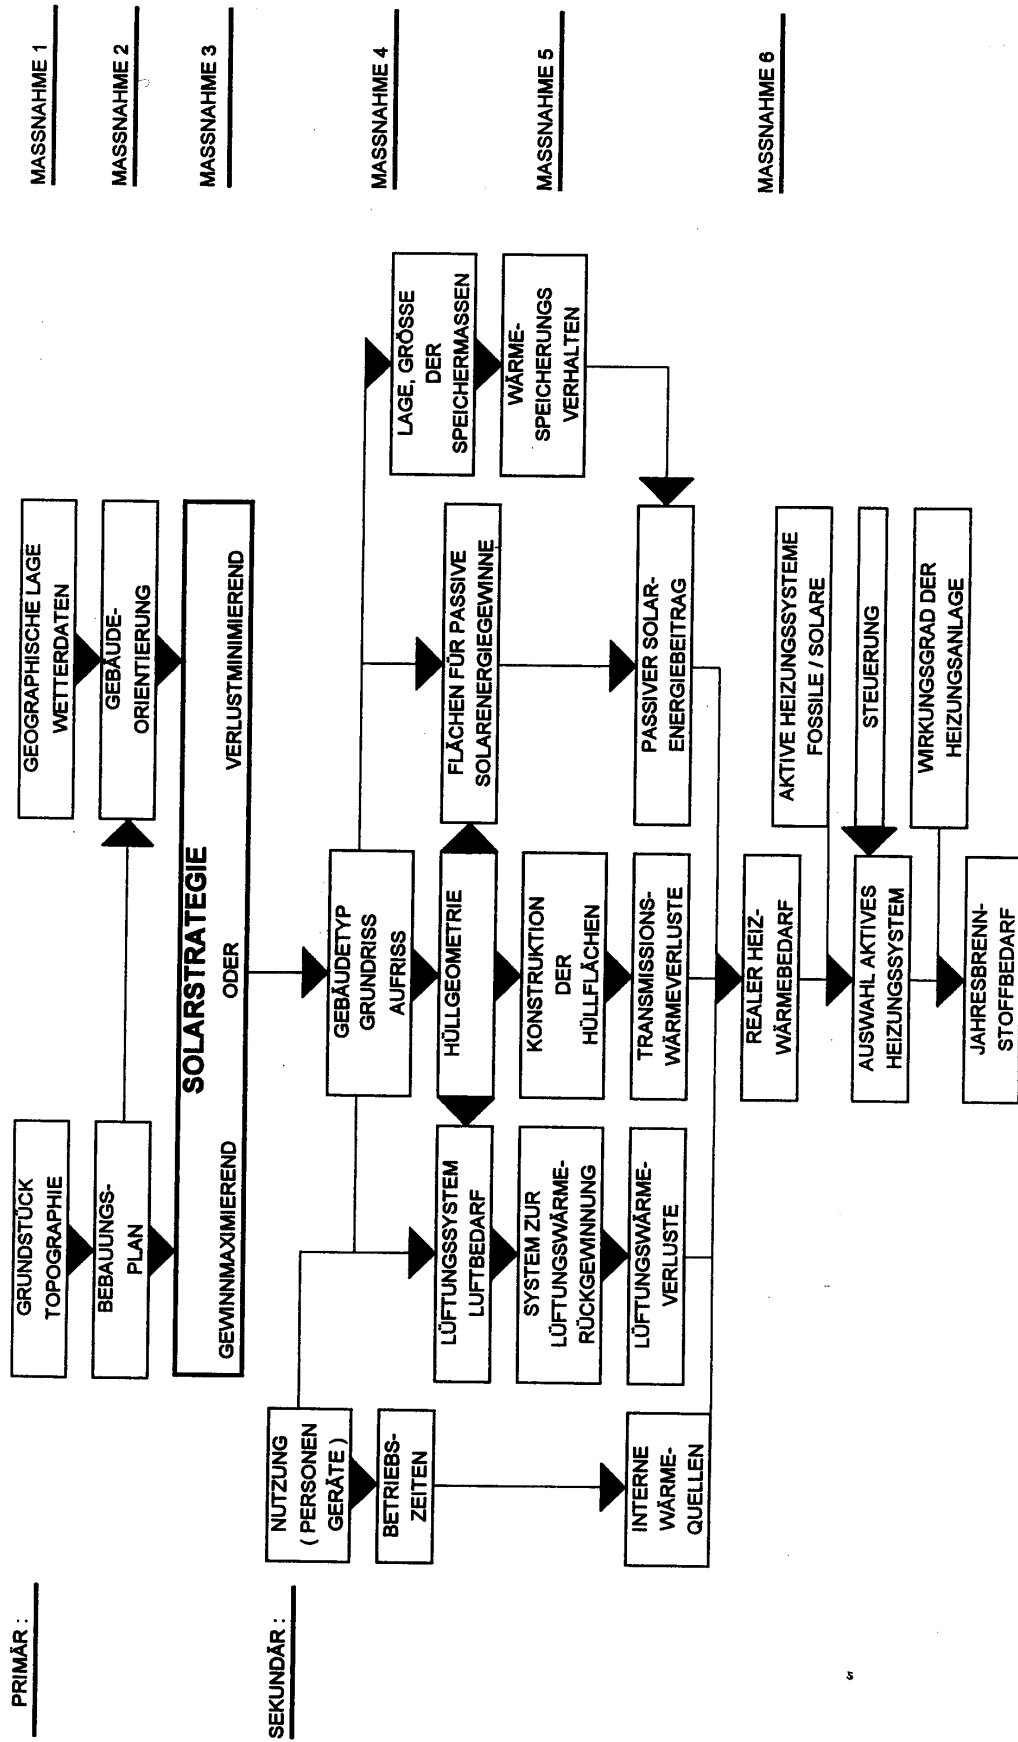 PRIMÄR :
GRUNDSTÜCK
TOPOGRAPHIE
GEOGRAPHISCHE LAGE
WETTERDATEN
MASSNAHME 1
BEBAUUNGS-
PLAN
GEBÄUDE-
ORIENTIERUNG
MASSNAHME 2
SOLARSTRATEGIE
GEWINNMAXIMIEREND
ODER
VERLUSTMINIMIEREND
MASSNAHME 3
SEKUNDÄR :
NUTZUNG
( PERSONEN
GERÄTE )
BETRIEBS-
ZEITEN
GEBÄUDETYP
GRUNDRISS
AUFRISS
LAGE, GRÖSSE
DER
SPEICHERMASSEN
MASSNAHME 4
LÜFTUNGSSYSTEM
LUFTBEDARF
HÜLLGEOMETRIE
FLÄCHEN FÜR PASSIVE
SOLARENERGIEGEWINNE
WÄRME-
SPEICHERUNGS
VERHALTEN
SYSTEM ZUR
LÜFTUNGSWÄRME-
RÜCKGEWINNUNG
KONSTRUKTION
DER
HÜLLFLÄCHEN
MASSNAHME 5
INTERNE
WÄRME-
QUELLEN
LÜFTUNGSWÄRME-
VERLUSTE
TRANSMISSIONS-
WÄRMEVERLUSTE
PASSIVER SOLAR-
ENERGIEBEITRAG
REALER HEIZ-
WÄRMEBEDARF
AKTIVE HEIZUNGSSYSTEME
FOSSILE / SOLARE
MASSNAHME 6
AUSWAHL AKTIVES
HEIZUNGSSYSTEM
STEUERUNG
WIRKUNGSGRAD DER
HEIZUNGSANLAGE
JAHRESBRENN-
STOFFBEDARF
5